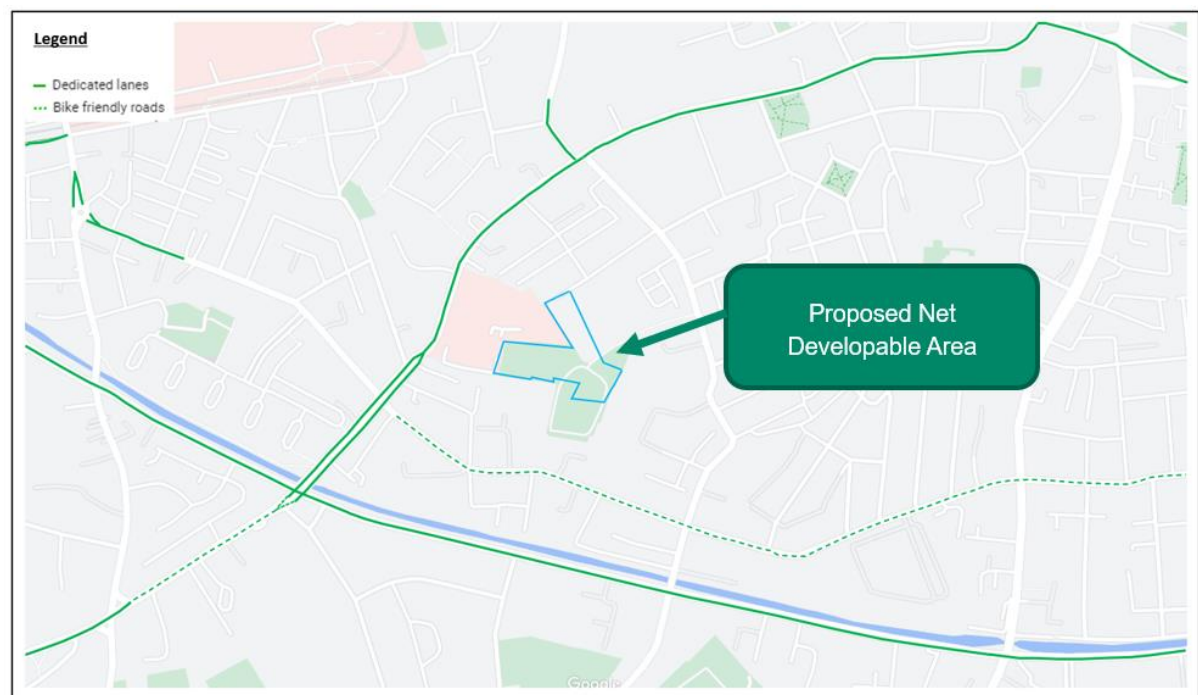 Legend
Dedicated lanes
Bike friendly roads
Proposed Net
Developable Area
Google